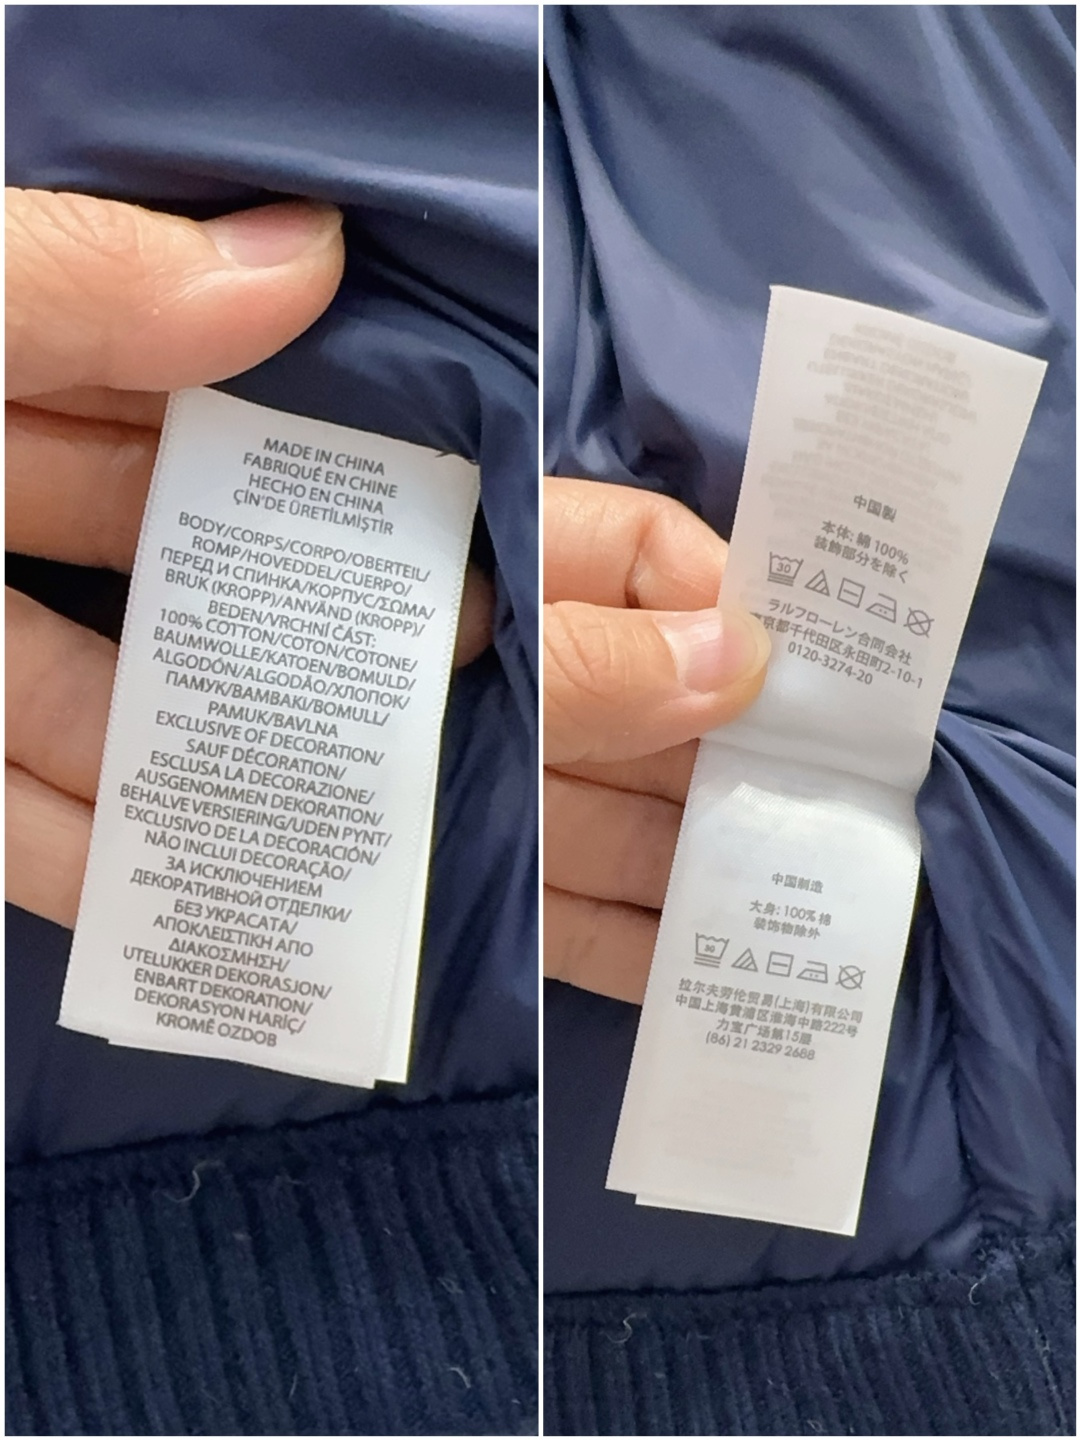 MADE IN CHINA
FABRIQUÉ EN CHINE
HECHO EN CHINA
ÇİN'DE ÜRETİLMİŞTİR
BODY/CORPS/CORPO/OBERTEIL/
ROMP/HOVEDDEL/CUERPO/
ПЕРЕД И СПИНКА/КОРПУС/ΣΩΜΑ/
BRUK (KROPP)/ANVÄND (KROPP)/
BEDEN/VRCHNÍ ČÁST:
100% COTTON/COTON/COTONE/
BAUMWOLLE/KATOEN/BOMULD/
ALGODÓN/ALGODÃO/ХЛОПОК/
ПАМУК/ΒΑΜΒΑΚΙ/BOMULL/
PAMUK/BAVLNA
EXCLUSIVE OF DECORATION/
SAUF DÉCORATION/
ESCLUSA LA DECORAZIONE/
AUSGENOMMEN DEKORATION/
BEHALVE VERSIERING/UDEN PYNT/
EXCLUSIVO DE LA DECORACIÓN/
NÃO INCLUI DECORAÇÃO/
ЗА ИСКЛЮЧЕНИЕМ
ДЕКОРАТИВНОЙ ОТДЕЛКИ/
БЕЗ УКРАСАТА/
ΑΠΟΚΛΕΙΣΤΙΚΗ ΑΠΟ
ΔΙΑΚΟΣΜΗΣΗ/
UTELUKKER DEKORASJON/
ENBART DEKORATION/
DEKORASYON HARİÇ/
KROMĚ OZDOB
中国製
本体: 綿 100%
装飾部分を除く
30
ラルフローレン合同会社
京都千代田区永田町2-10-1
0120-3274-20
中国制造
大身: 100% 棉
装饰物除外
30
拉尔夫劳伦贸易(上海)有限公司
中国上海黄浦区淮海中路222号
力宝广场第15层
(86) 21 2329 2688